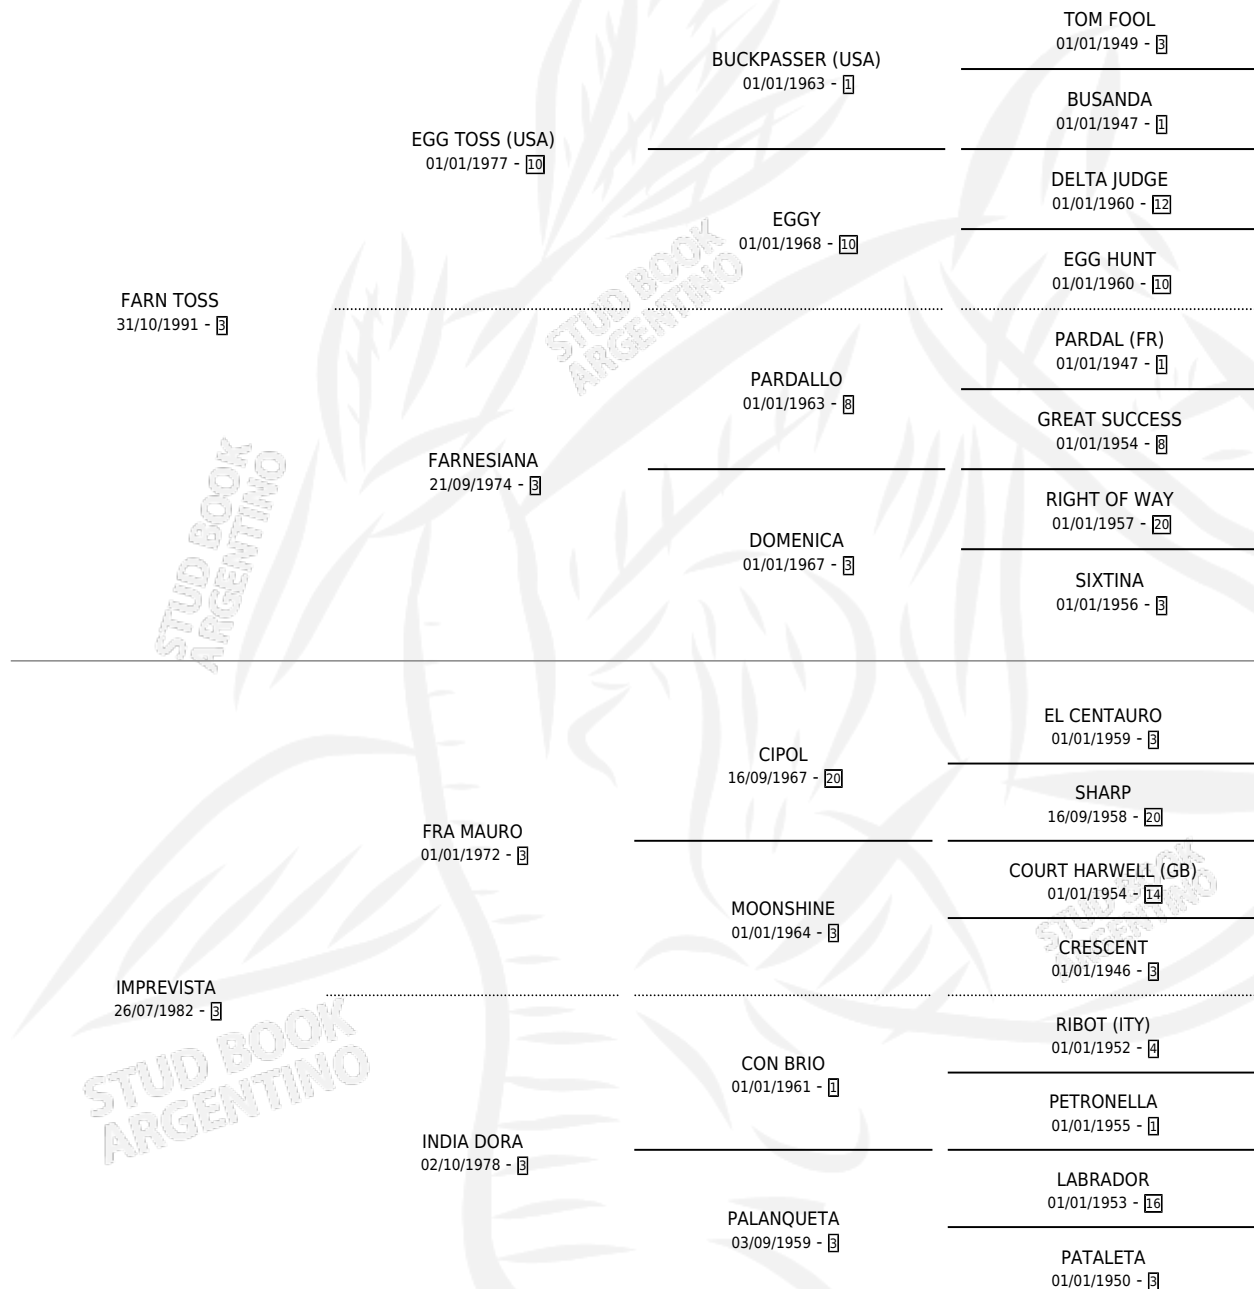 TOM FOOL
01/01/1949 - 3
BUCKPASSER (USA)
01/01/1963 - 1
BUSANDA
01/01/1947 - 1
EGG TOSS (USA)
01/01/1977 - 10
DELTA JUDGE
01/01/1960 - 12
EGGY
01/01/1968 - 10
EGG HUNT
01/01/1960 - 10
FARN TOSS
31/10/1991 - 3
PARDAL (FR)
01/01/1947 - 1
PARDALLO
01/01/1963 - 8
GREAT SUCCESS
01/01/1954 - 8
FARNESIANA
21/09/1974 - 3
RIGHT OF WAY
01/01/1957 - 20
DOMENICA
01/01/1967 - 3
SIXTINA
01/01/1956 - 3
EL CENTAURO
01/01/1959 - 3
CIPOL
16/09/1967 - 20
SHARP
16/09/1958 - 20
FRA MAURO
01/01/1972 - 3
COURT HARWELL (GB)
01/01/1954 - 14
MOONSHINE
01/01/1964 - 3
CRESCENT
01/01/1946 - 3
IMPREVISTA
26/07/1982 - 3
RIBOT (ITY)
01/01/1952 - 4
CON BRIO
01/01/1961 - 1
PETRONELLA
01/01/1955 - 1
INDIA DORA
02/10/1978 - 3
LABRADOR
01/01/1953 - 16
PALANQUETA
03/09/1959 - 3
PATALETA
01/01/1950 - 3
STUD BOOK
ARGENTINO
STUD BOOK
ARGENTINO
STUD BOOK
ARGENTINO
STUD BOOK
ARGENTINO